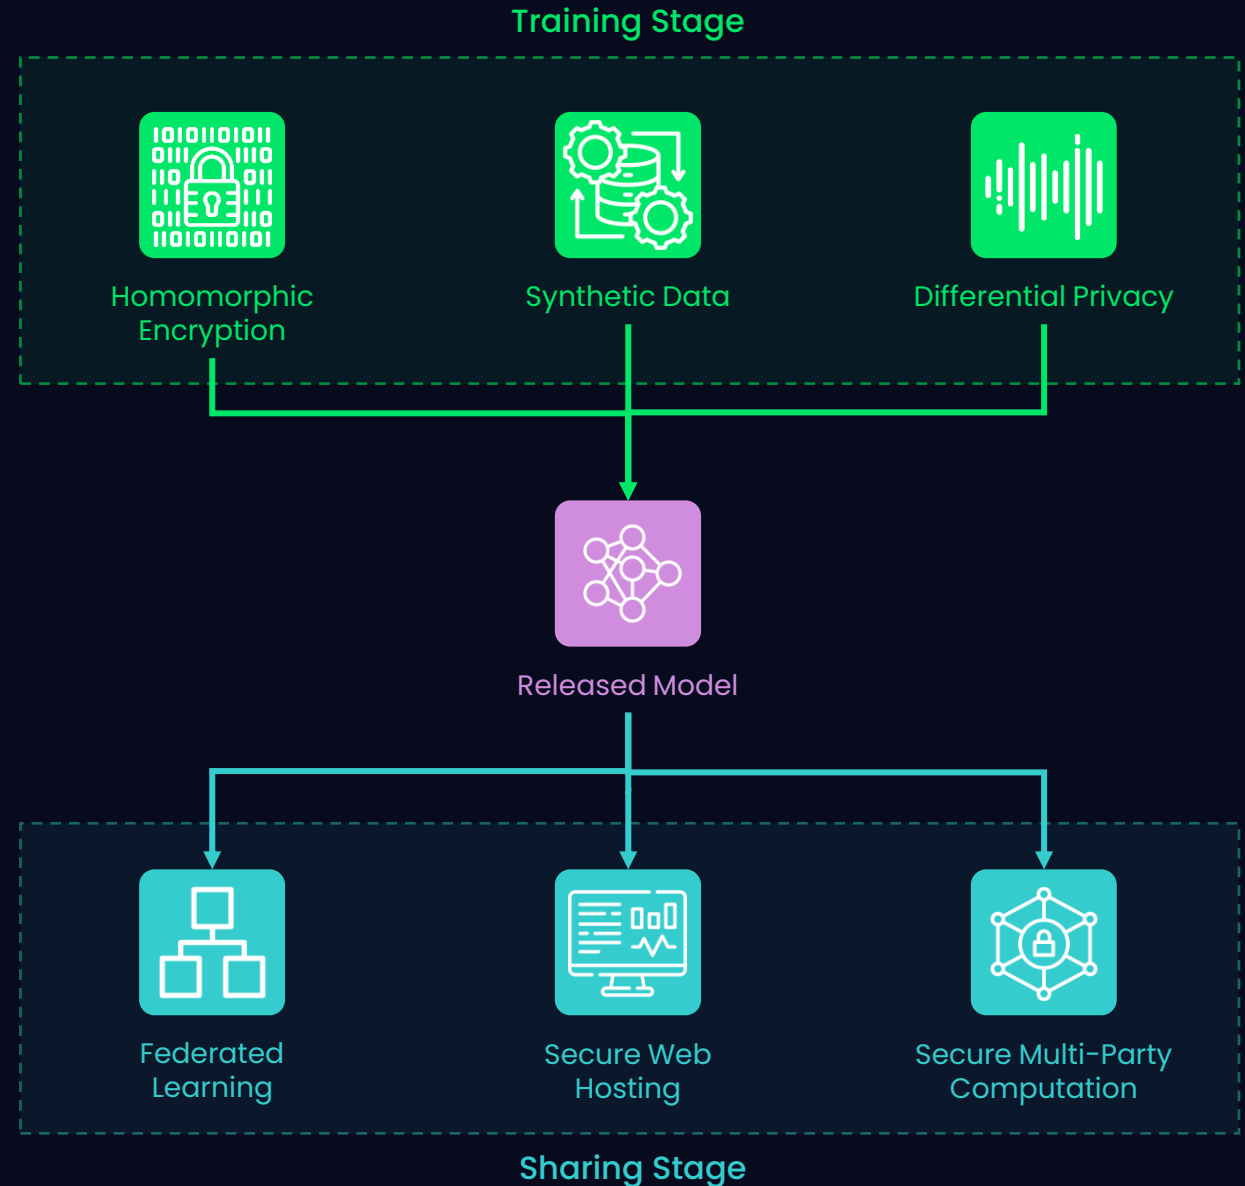 Training Stage
Homomorphic
Encryption
Synthetic Data
Differential Privacy
Released Model
Federated
Learning
Secure Web
Hosting
Secure Multi-Party
Computation
Sharing Stage